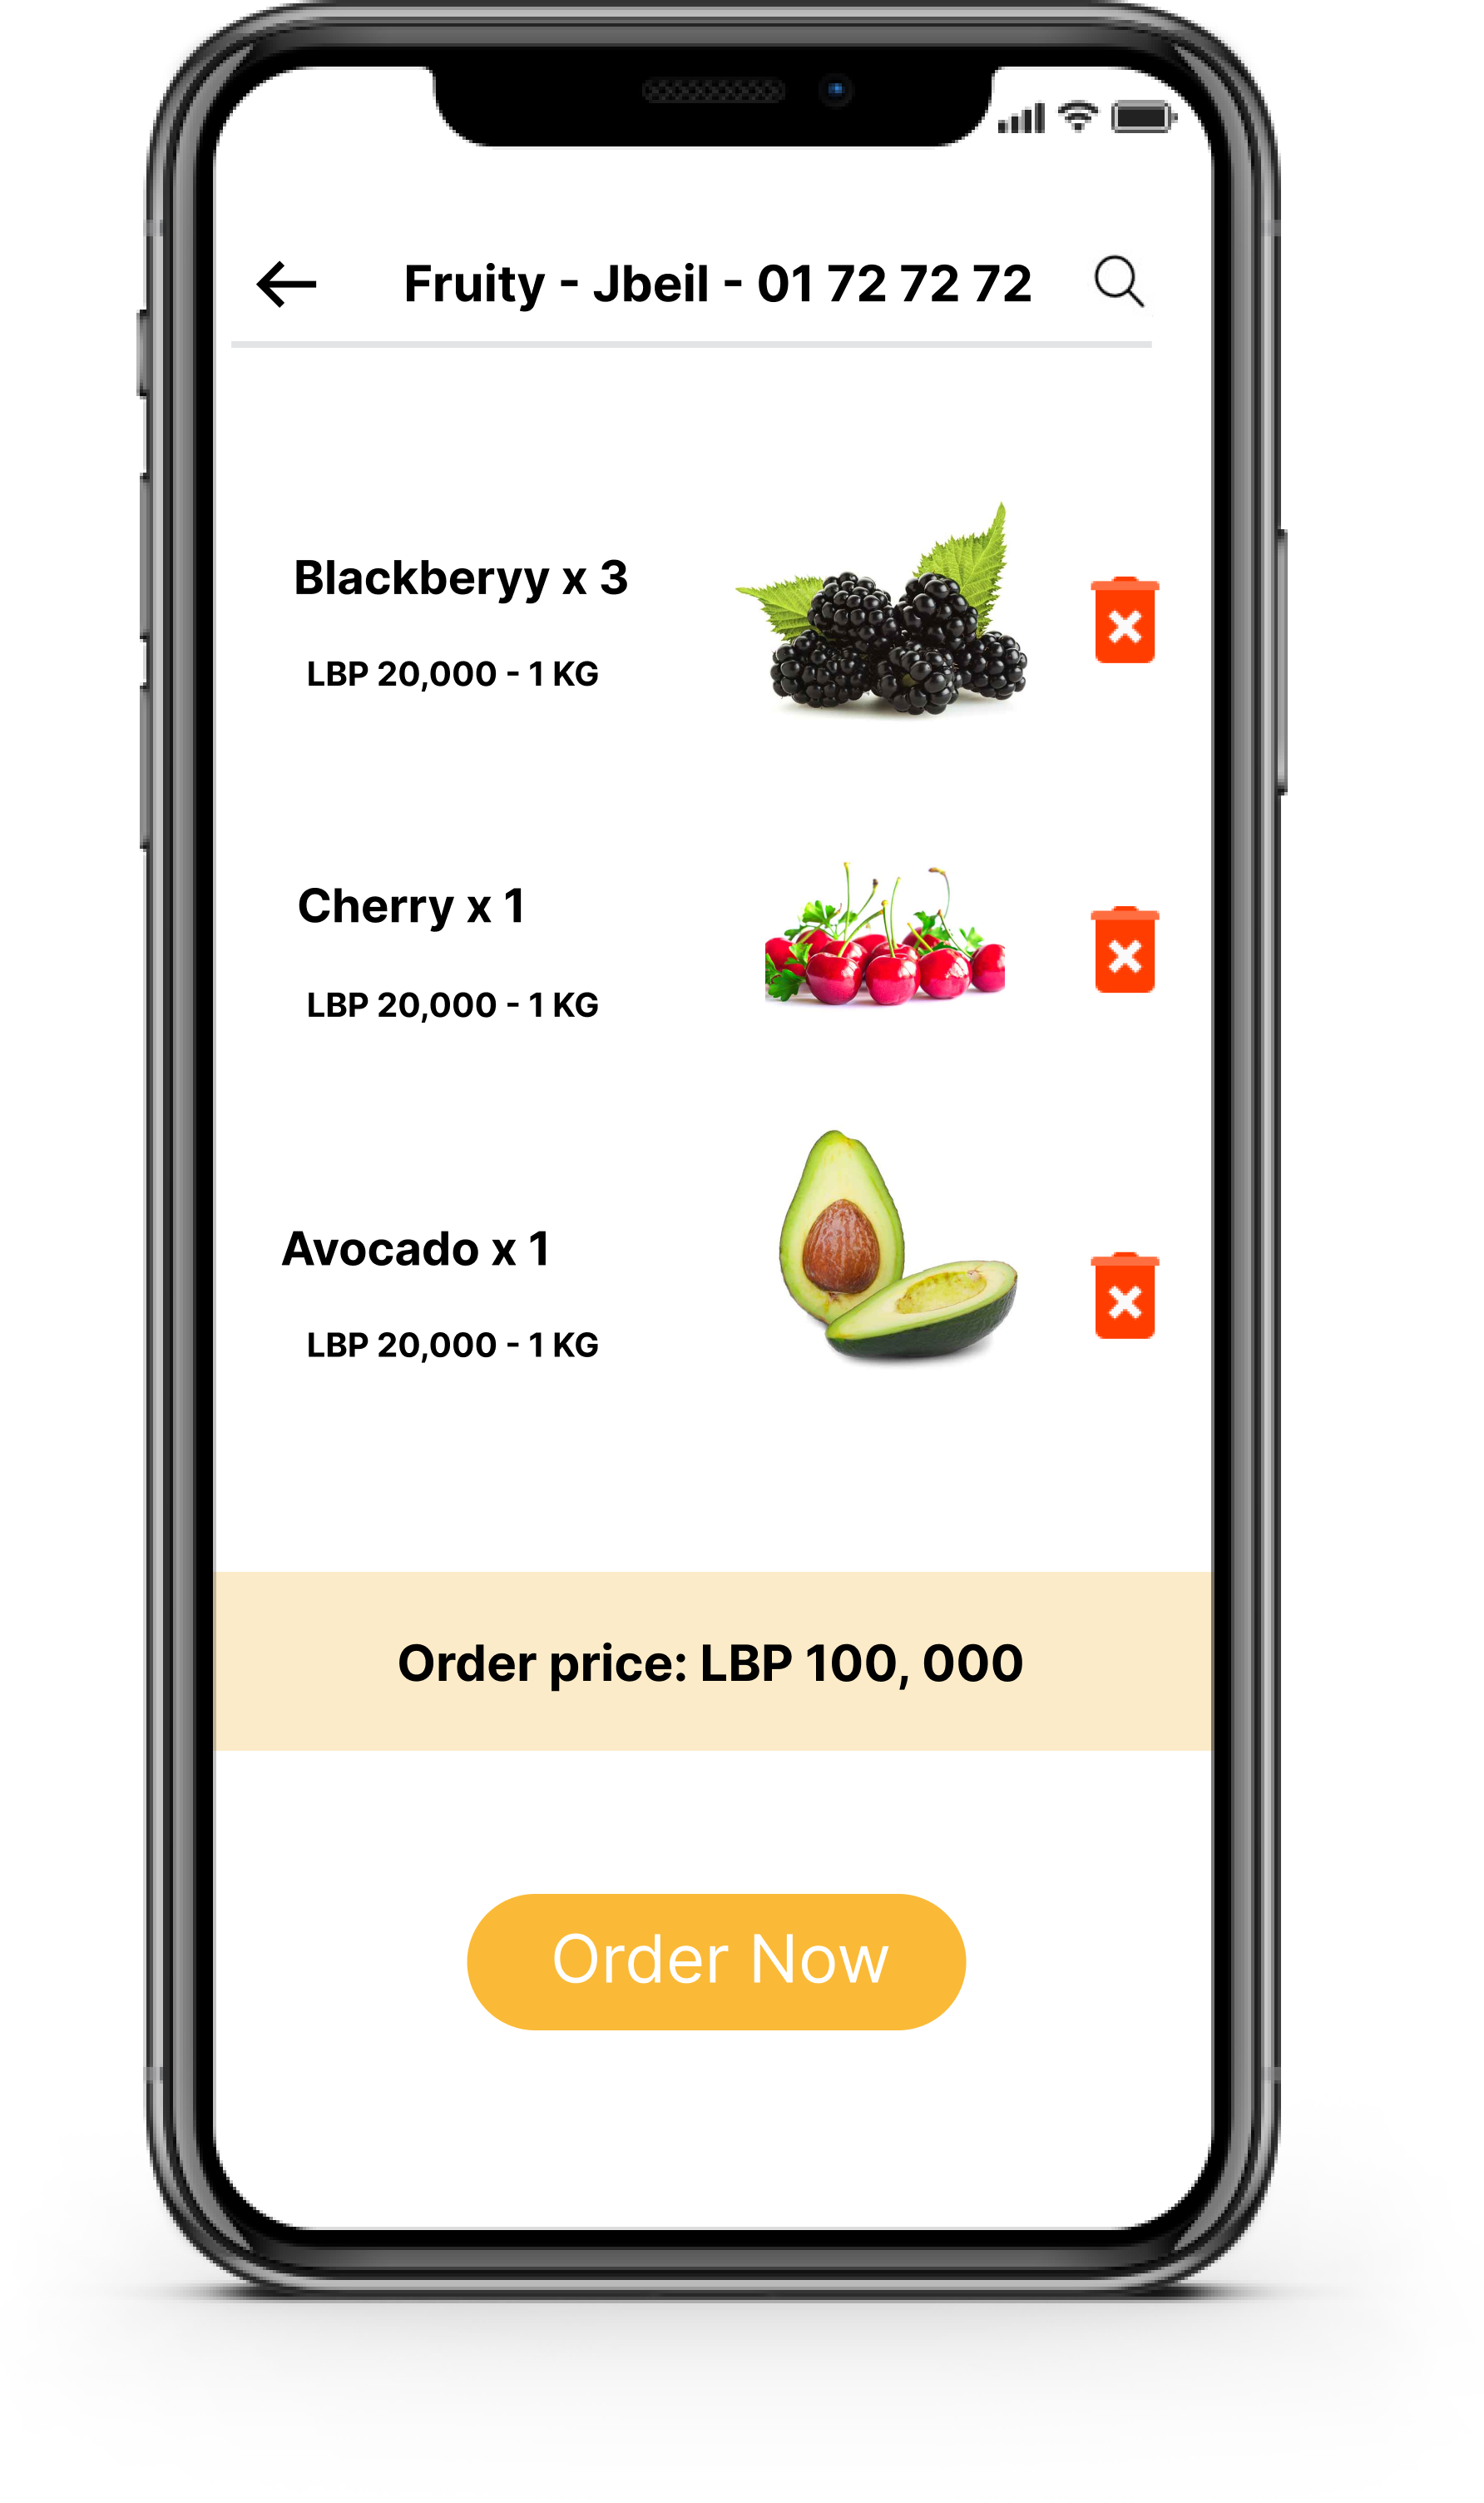 Fruity - Jbeil - 01 72 72 72
Blackberyy x 3
LBP 20,000 - 1 KG
Cherry x 1
LBP 20,000 - 1 KG
Avocado x 1
LBP 20,000 - 1 KG
Order price: LBP 100, 000
Order Now